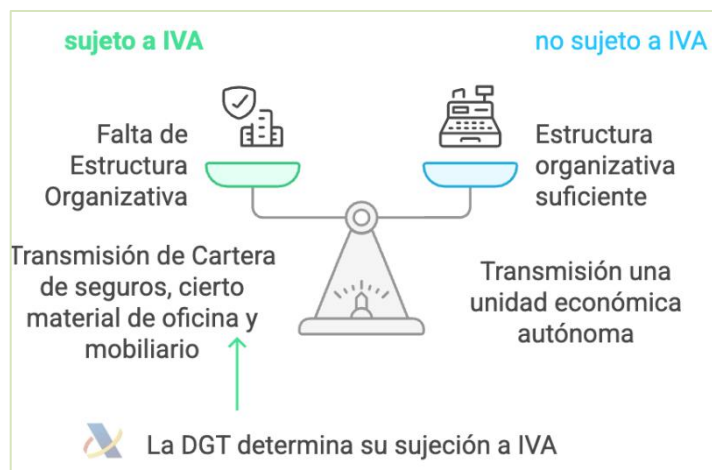 sujeto a IVA
no sujeto a IVA
Falta de
Estructura
Organizativa
Estructura
organizativa
suficiente
Transmisión de Cartera
de seguros, cierto
material de oficina y
mobiliario
Transmisión una
unidad económica
autónoma
La DGT determina su sujeción a IVA